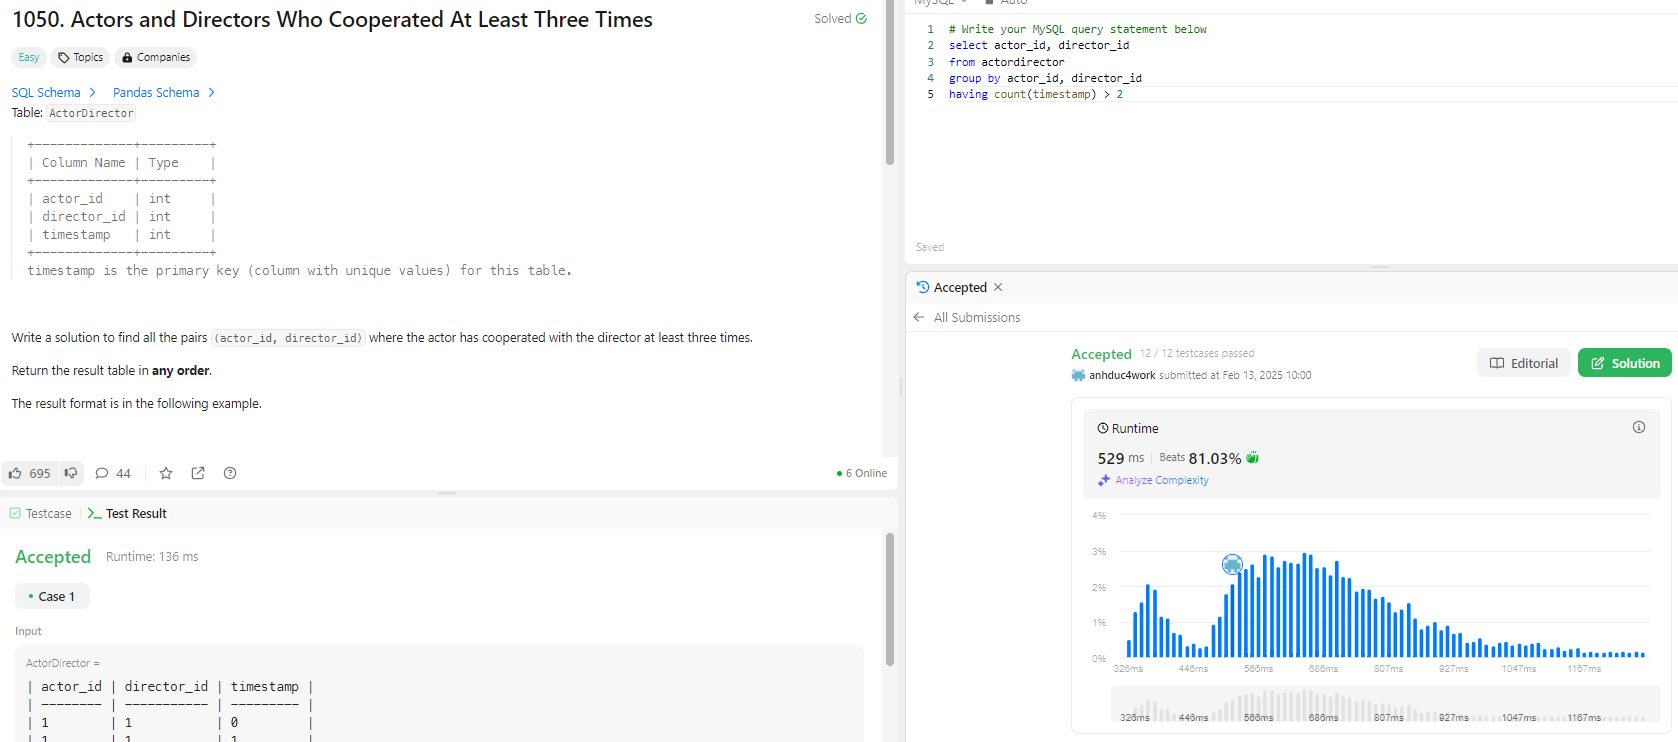 1050. Actors and Directors Who Cooperated At Least Three Times
Solved
Easy
Topics
Companies
SQL Schema >
Pandas Schema >
Table: ActorDirector
+-------------+---------+
| Column Name | Type    |
+-------------+---------+
| actor_id    | int     |
| director_id | int     |
| timestamp   | int     |
+-------------+---------+
timestamp is the primary key (column with unique values) for this table.
Write a solution to find all the pairs (actor_id, director_id) where the actor has cooperated with the director at least three times.
Return the result table in any order.
The result format is in the following example.
695
44
6 Online
Testcase
>_ Test Result
Accepted
Runtime: 136 ms
Case 1
Input
ActorDirector =
| actor_id | director_id | timestamp |
| -------- | ----------- | --------- |
| 1        | 1           | 0         |
| 1        | 1           | 1         |
MySQL
Auto
1 # Write your MySQL query statement below
2 select actor_id, director_id
3 from actordirector
4 group by actor_id, director_id
5 having count(timestamp) > 2
Saved
Accepted
All Submissions
Accepted
12 / 12 testcases passed
anhduc4work submitted at Feb 13, 2025 10:00
Editorial
Solution
Runtime
529 ms
Beats 81.03%
Analyze Complexity
4%
3%
2%
1%
0%
326ms 446ms 566ms 686ms 807ms 927ms 1047ms 1167ms
326ms 446ms 566ms 686ms 807ms 927ms 1047ms 1167ms